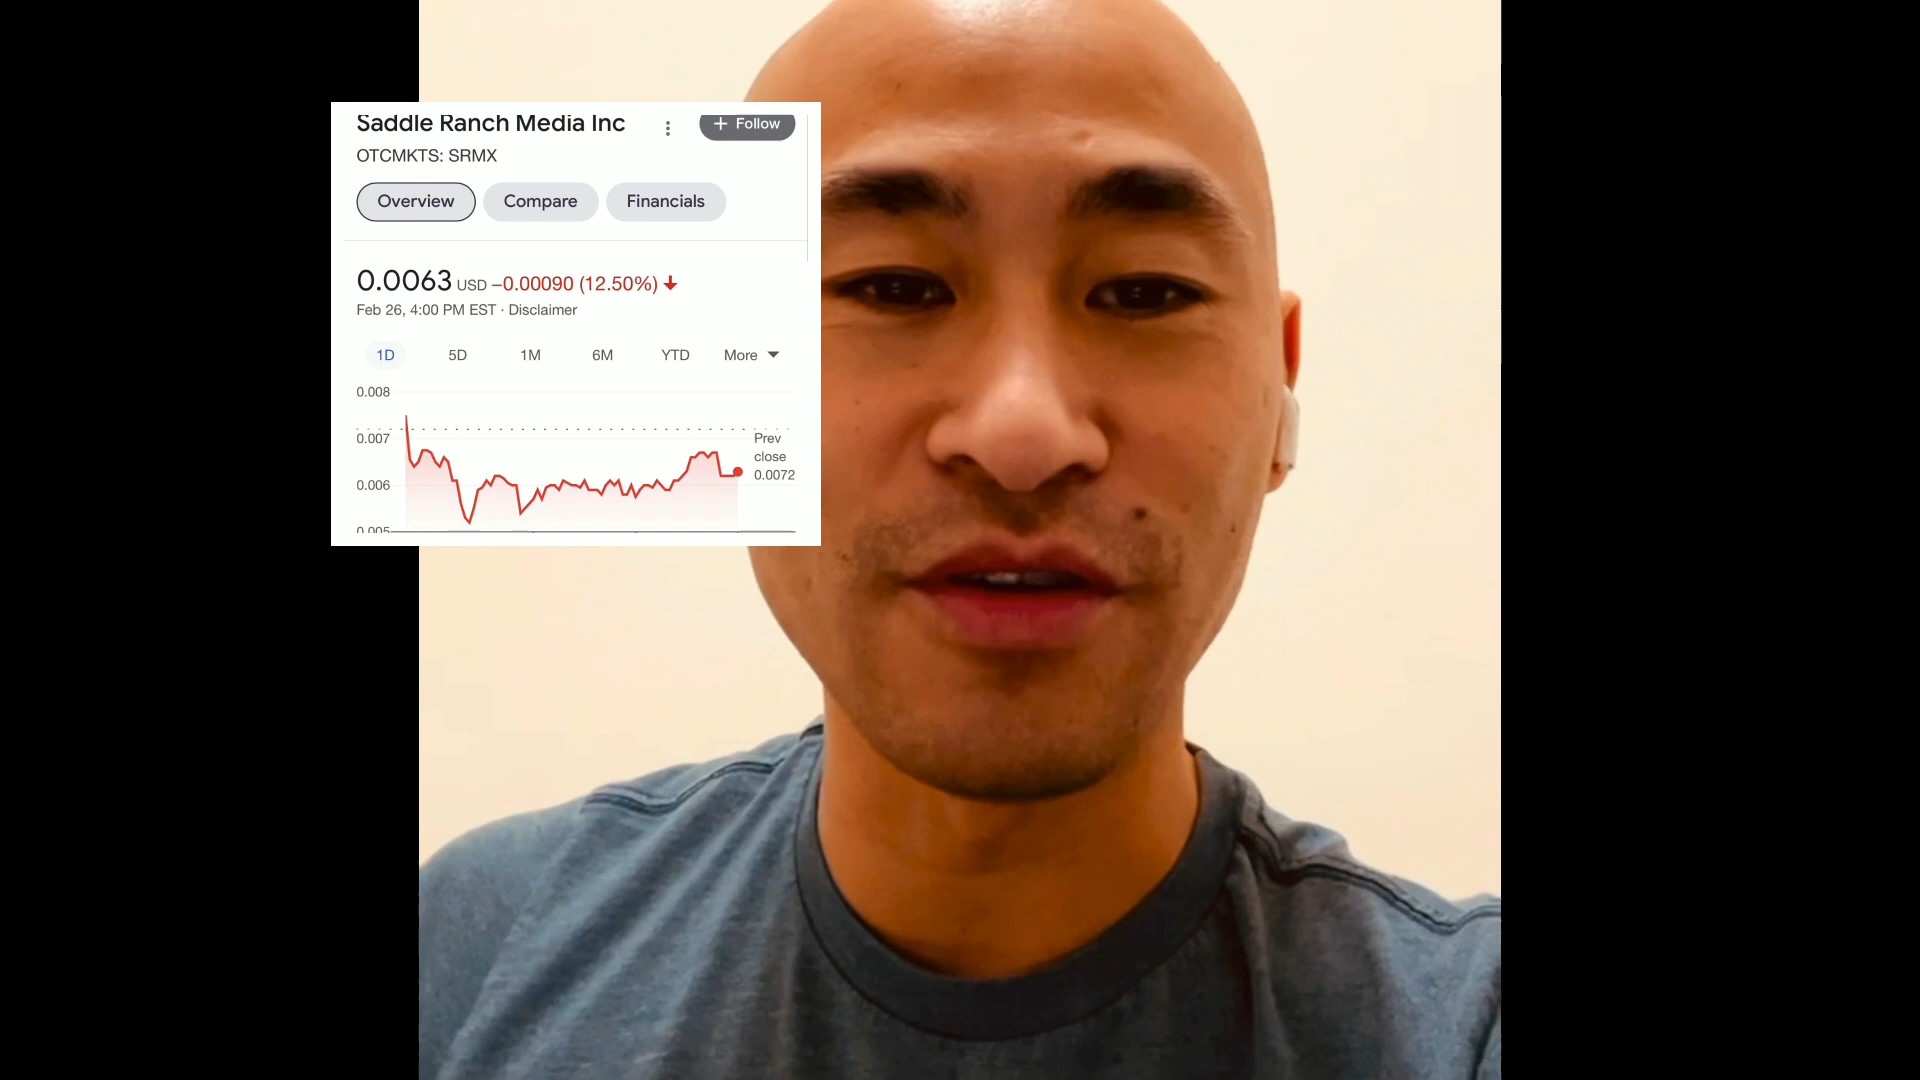 Saddle Ranch Media Inc
+ Follow
OTCMKTS: SRMX
Overview Compare Financials
0.0063 USD −0.00090 (12.50%)
Feb 26, 4:00 PM EST · Disclaimer
1D 5D 1M 6M YTD More
0.008
0.007
0.006
0.005
Prev
close
0.0072